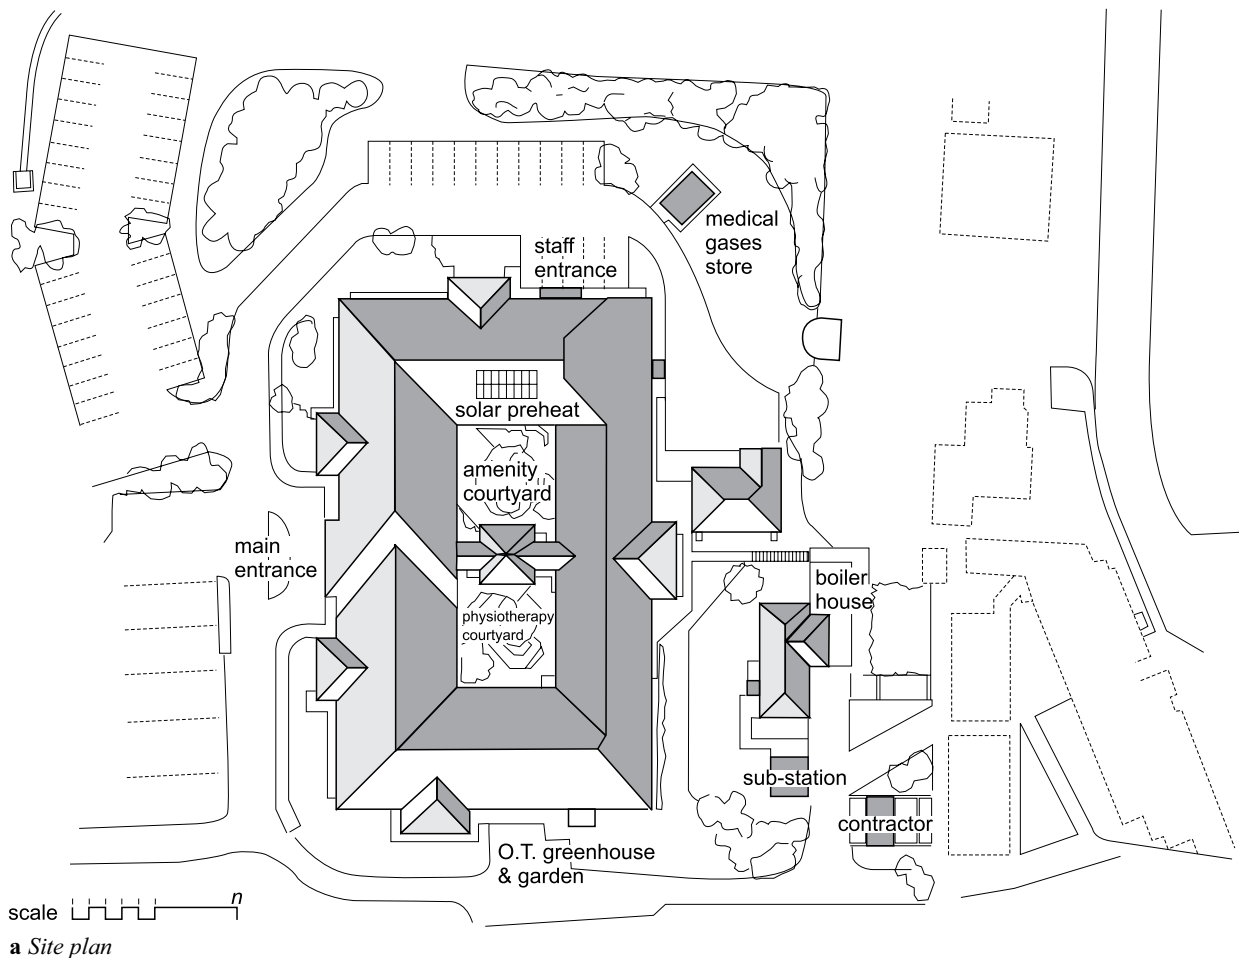 medical
gases
store
staff
entrance
solar preheat
amenity
courtyard
main
entrance
boiler
house
physiotherapy
courtyard
sub-station
contractor
O.T. greenhouse
& garden
scale
n
a Site plan